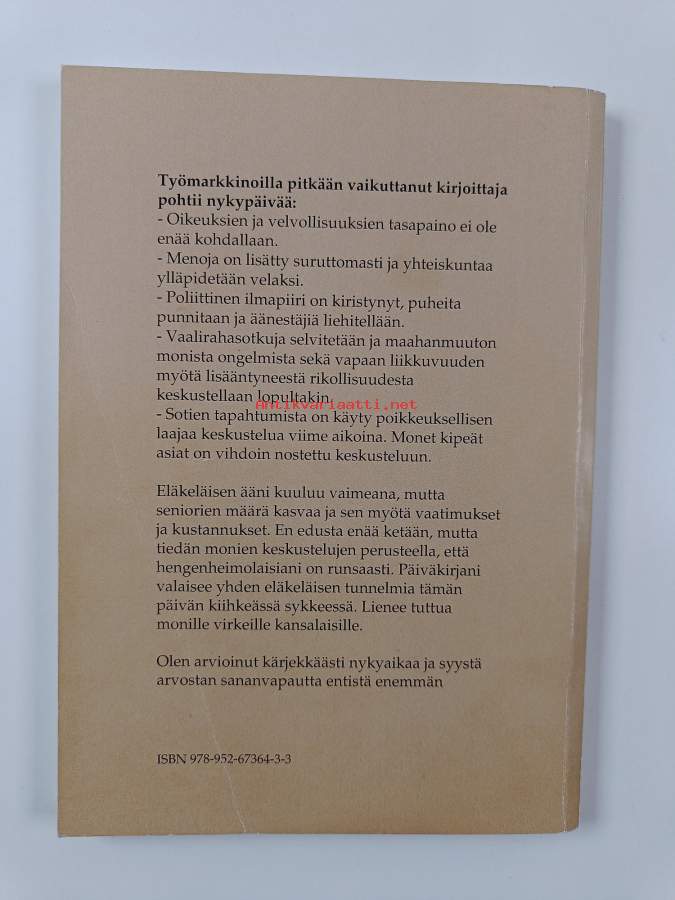 Työmarkkinoilla pitkään vaikuttanut kirjoittaja
pohtii nykypäivää:
- Oikeuksien ja velvollisuuksien tasapaino ei ole
enää kohdallaan.
- Menoja on lisätty suruttomasti ja yhteiskuntaa
ylläpidetään velaksi.
- Poliittinen ilmapiiri on kiristynyt, puheita
punnitaan ja äänestäjiä liehitellään.
- Vaalirahasotkuja selvitetään ja maahanmuuton
monista ongelmista sekä vapaan liikkuvuuden
myötä lisääntyneestä rikollisuudesta
keskustellaan lopultakin.
Antikvariaatti.net
- Sotien tapahtumista on käyty poikkeuksellisen
laajaa keskustelua viime aikoina. Monet kipeät
asiat on vihdoin nostettu keskusteluun.
Eläkeläisen ääni kuuluu vaimeana, mutta
seniorien määrä kasvaa ja sen myötä vaatimukset
ja kustannukset. En edusta enää ketään, mutta
tiedän monien keskustelujen perusteella, että
hengenheimolaisiani on runsaasti. Päiväkirjani
valaisee yhden eläkeläisen tunnelmia tämän
päivän kiihkeässä sykkeessä. Lienee tuttua
monille virkeille kansalaisille.
Olen arvioinut kärjekkäästi nykyaikaa ja syystä
arvostan sananvapautta entistä enemmän
ISBN 978-952-67364-3-3